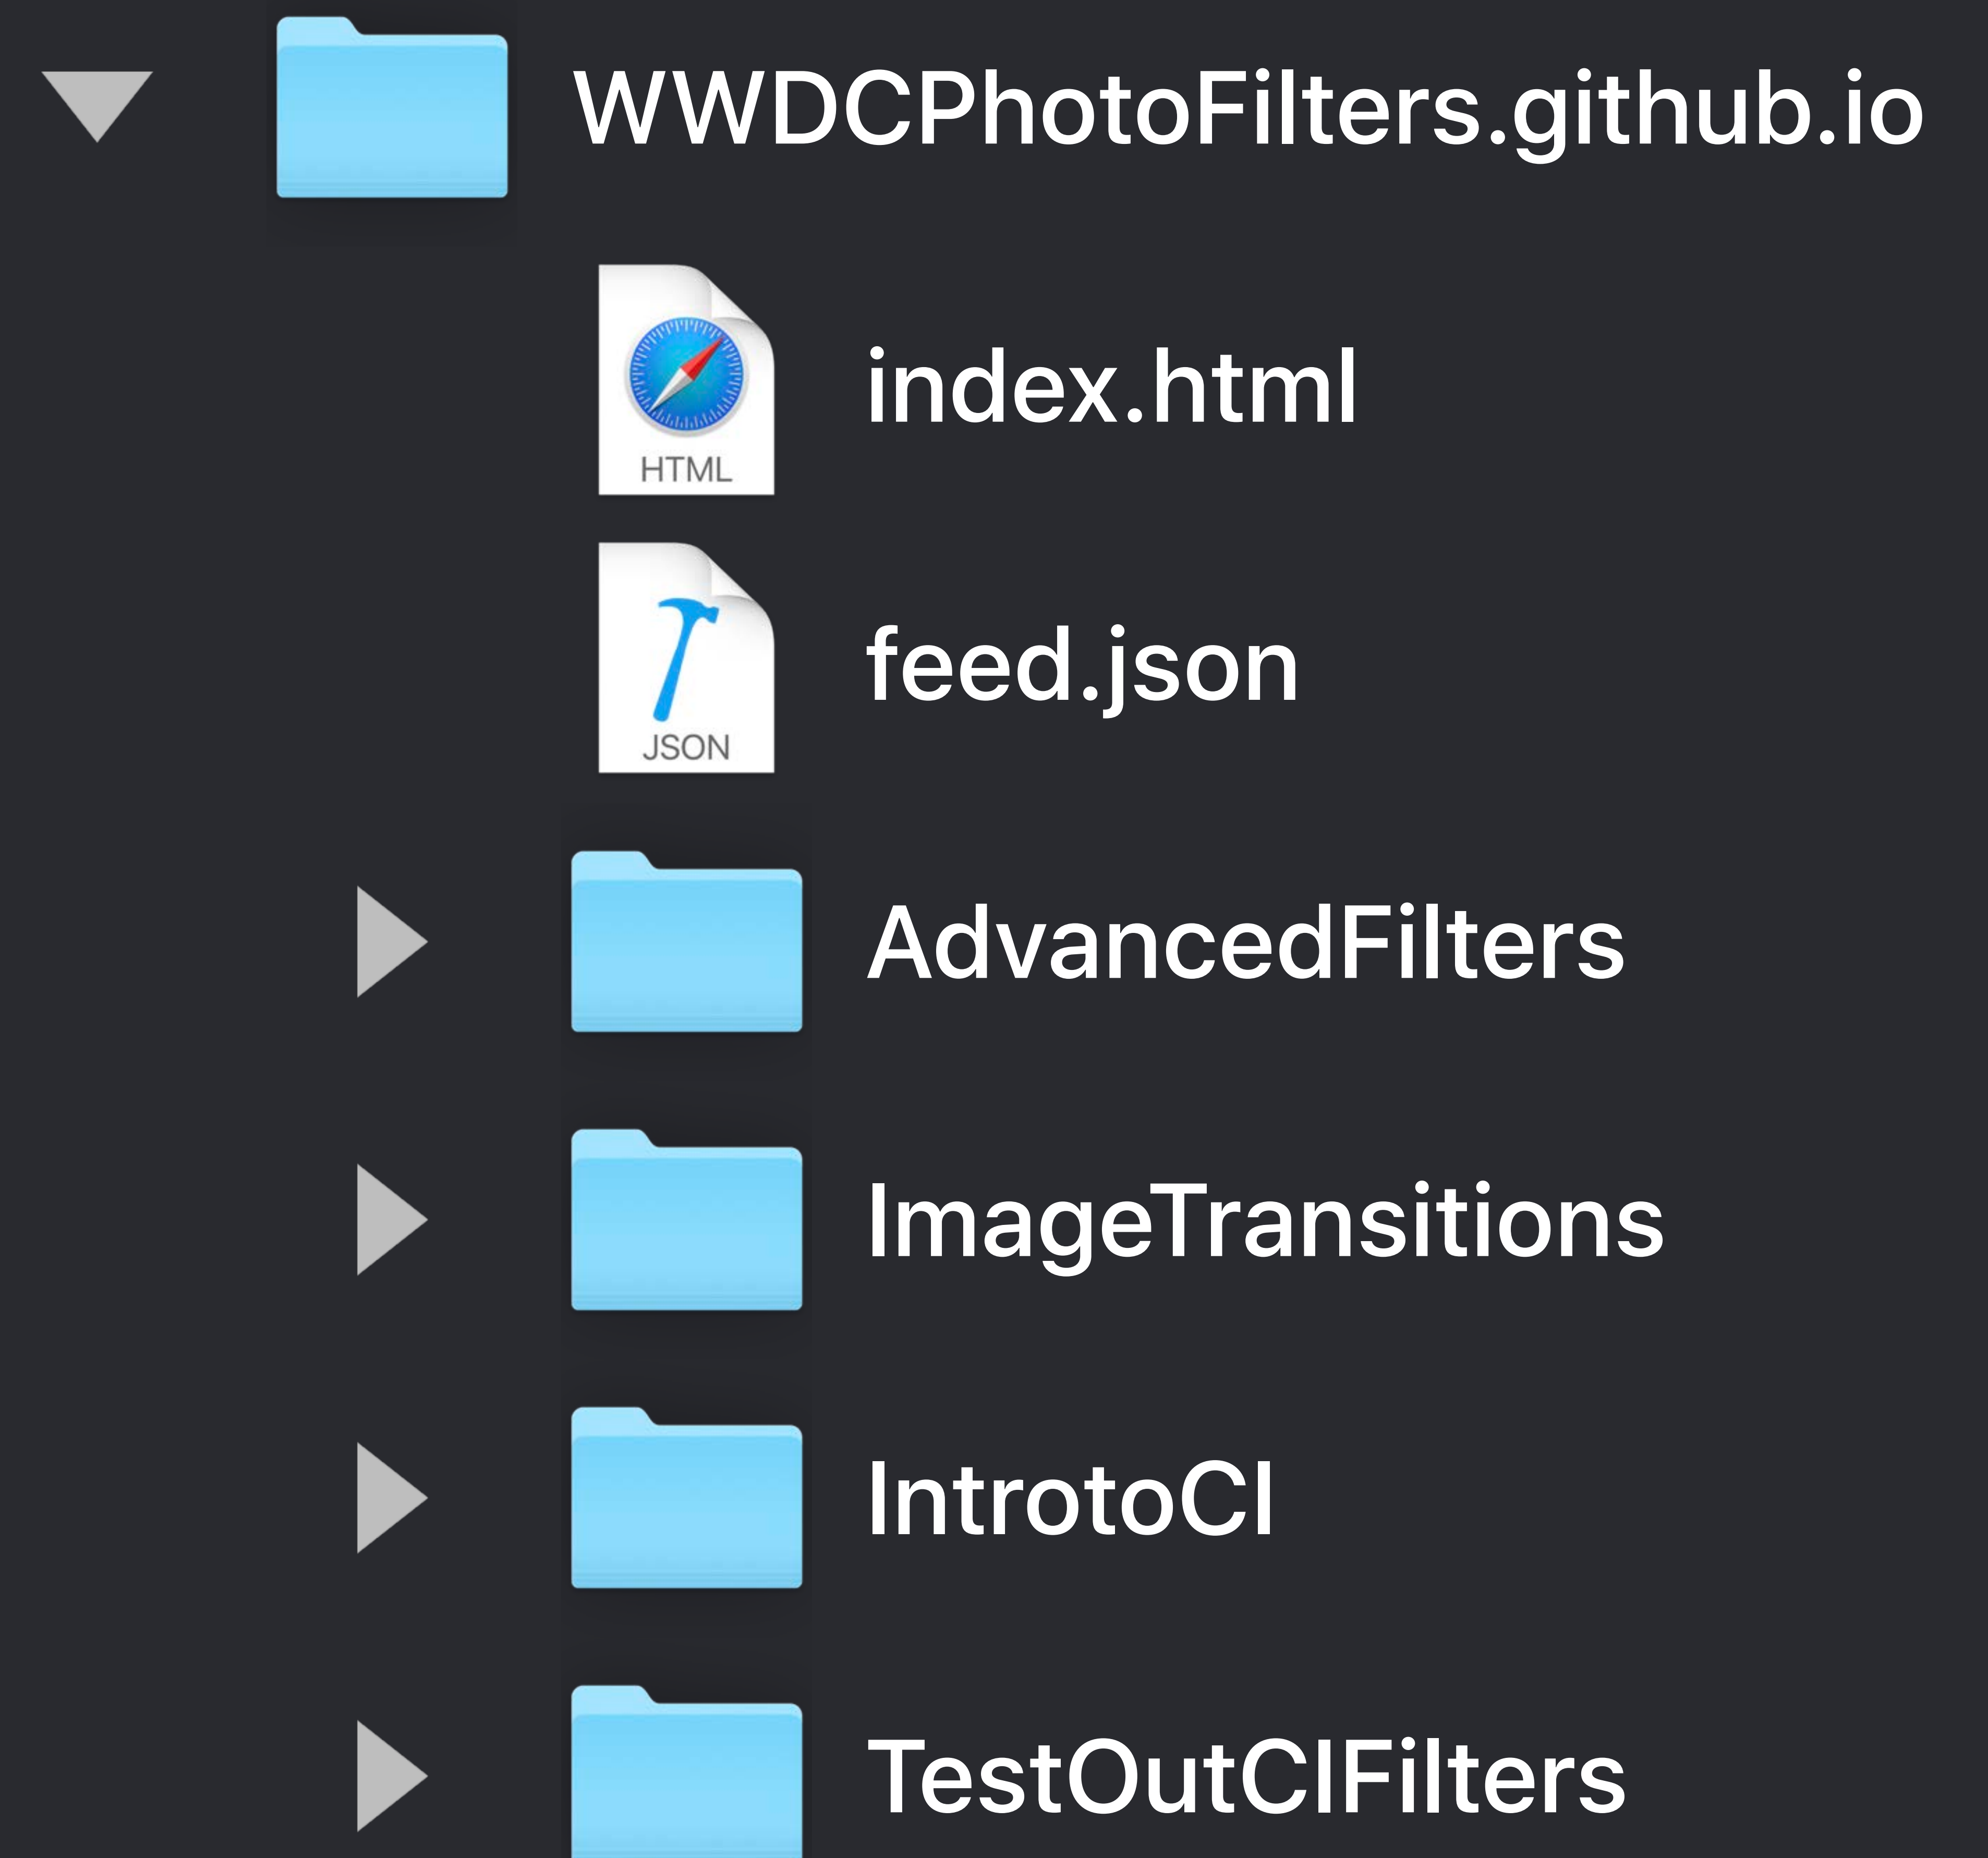 WWDCPhotoFilters.github.io
HTML
index.html
JSON
feed.json
AdvancedFilters
ImageTransitions
IntrotoCI
TestOutCIFilters